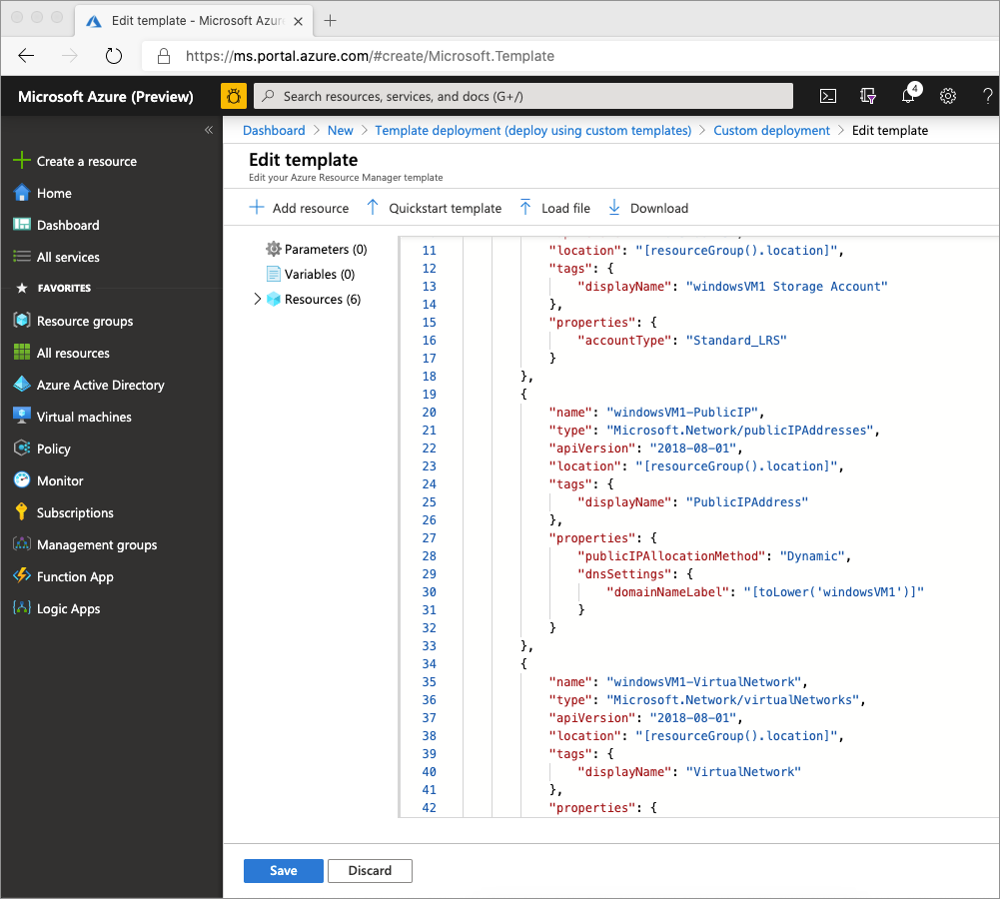 Edit template - Microsoft Azur
https://ms.portal.azure.com/#create/Microsoft.Template
Microsoft Azure (Preview)
Search resources, services, and docs (G+/)
4
?
«
Create a resource
Home
Dashboard
All services
FAVORITES
Resource groups
All resources
Azure Active Directory
Virtual machines
Policy
Monitor
Subscriptions
Management groups
Function App
Logic Apps
Dashboard > New > Template deployment (deploy using custom templates) > Custom deployment > Edit template
Edit template
Edit your Azure Resource Manager template
Add resource Quickstart template Load file Download
Parameters (0)
Variables (0)
Resources (6)
11 "location": "[resourceGroup().location]",
12 "tags": {
13 "displayName": "windowsVM1 Storage Account"
14 },
15 "properties": {
16 "accountType": "Standard_LRS"
17 }
18 },
19 {
20 "name": "windowsVM1-PublicIP",
21 "type": "Microsoft.Network/publicIPAddresses",
22 "apiVersion": "2018-08-01",
23 "location": "[resourceGroup().location]",
24 "tags": {
25 "displayName": "PublicIPAddress"
26 },
27 "properties": {
28 "publicIPAllocationMethod": "Dynamic",
29 "dnsSettings": {
30 "domainNameLabel": "[toLower('windowsVM1')]"
31 }
32 }
33 },
34 {
35 "name": "windowsVM1-VirtualNetwork",
36 "type": "Microsoft.Network/virtualNetworks",
37 "apiVersion": "2018-08-01",
38 "location": "[resourceGroup().location]",
39 "tags": {
40 "displayName": "VirtualNetwork"
41 },
42 "properties": {
Save Discard